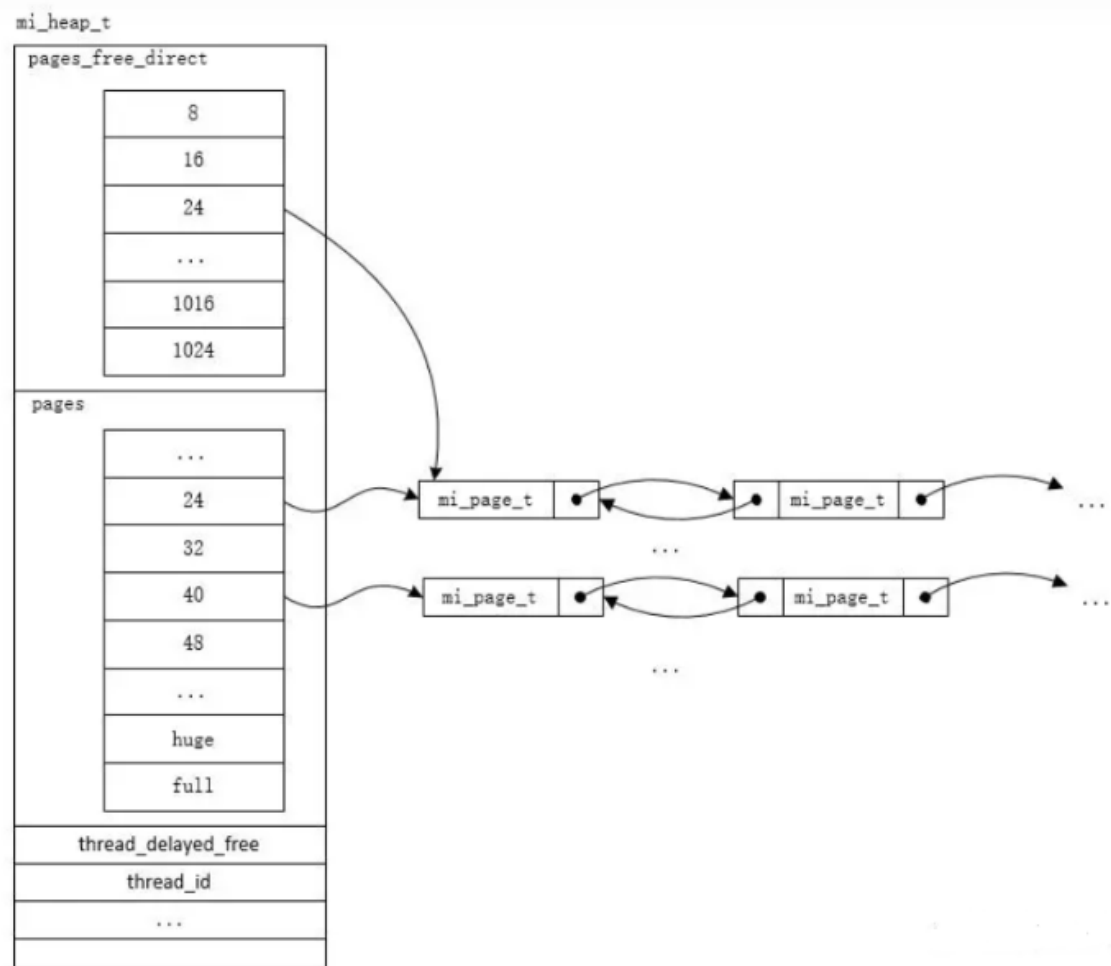 mi_heap_t
pages_free_direct
8
16
24
...
1016
1024
pages
...
24
32
40
48
...
huge
full
mi_page_t
mi_page_t
...
...
mi_page_t
mi_page_t
...
...
thread_delayed_free
thread_id
...